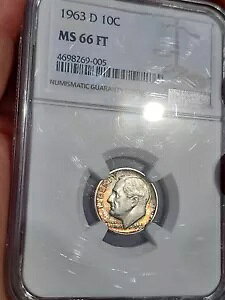 1963 D 10C
MS 66 FT
4698269-005
NUMISMATIC GUARANTY